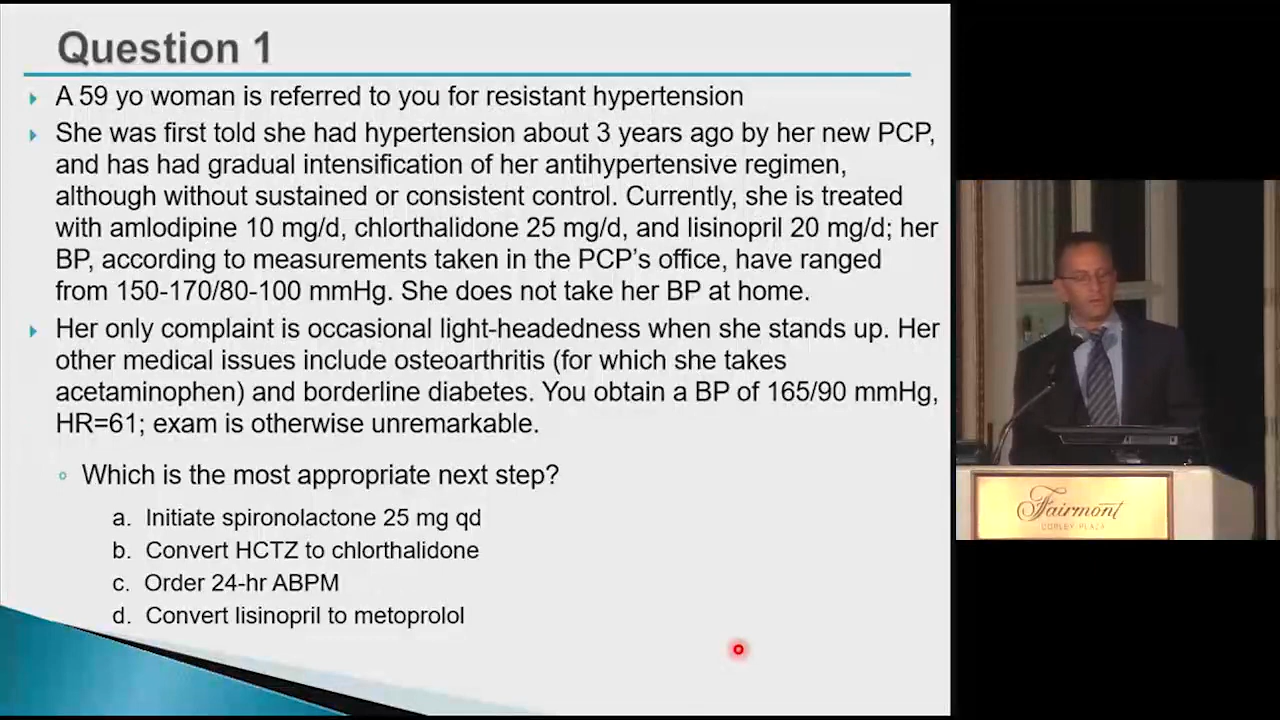 Question 1
A 59 yo woman is referred to you for resistant hypertension
She was first told she had hypertension about 3 years ago by her new PCP,
and has had gradual intensification of her antihypertensive regimen,
although without sustained or consistent control. Currently, she is treated
with amlodipine 10 mg/d, chlorthalidone 25 mg/d, and lisinopril 20 mg/d; her
BP, according to measurements taken in the PCP’s office, have ranged
from 150-170/80-100 mmHg. She does not take her BP at home.
Her only complaint is occasional light-headedness when she stands up. Her
other medical issues include osteoarthritis (for which she takes
acetaminophen) and borderline diabetes. You obtain a BP of 165/90 mmHg,
HR=61; exam is otherwise unremarkable.
Which is the most appropriate next step?
a. Initiate spironolactone 25 mg qd
b. Convert HCTZ to chlorthalidone
c. Order 24-hr ABPM
d. Convert lisinopril to metoprolol
Fairmont
COPLEY PLAZA